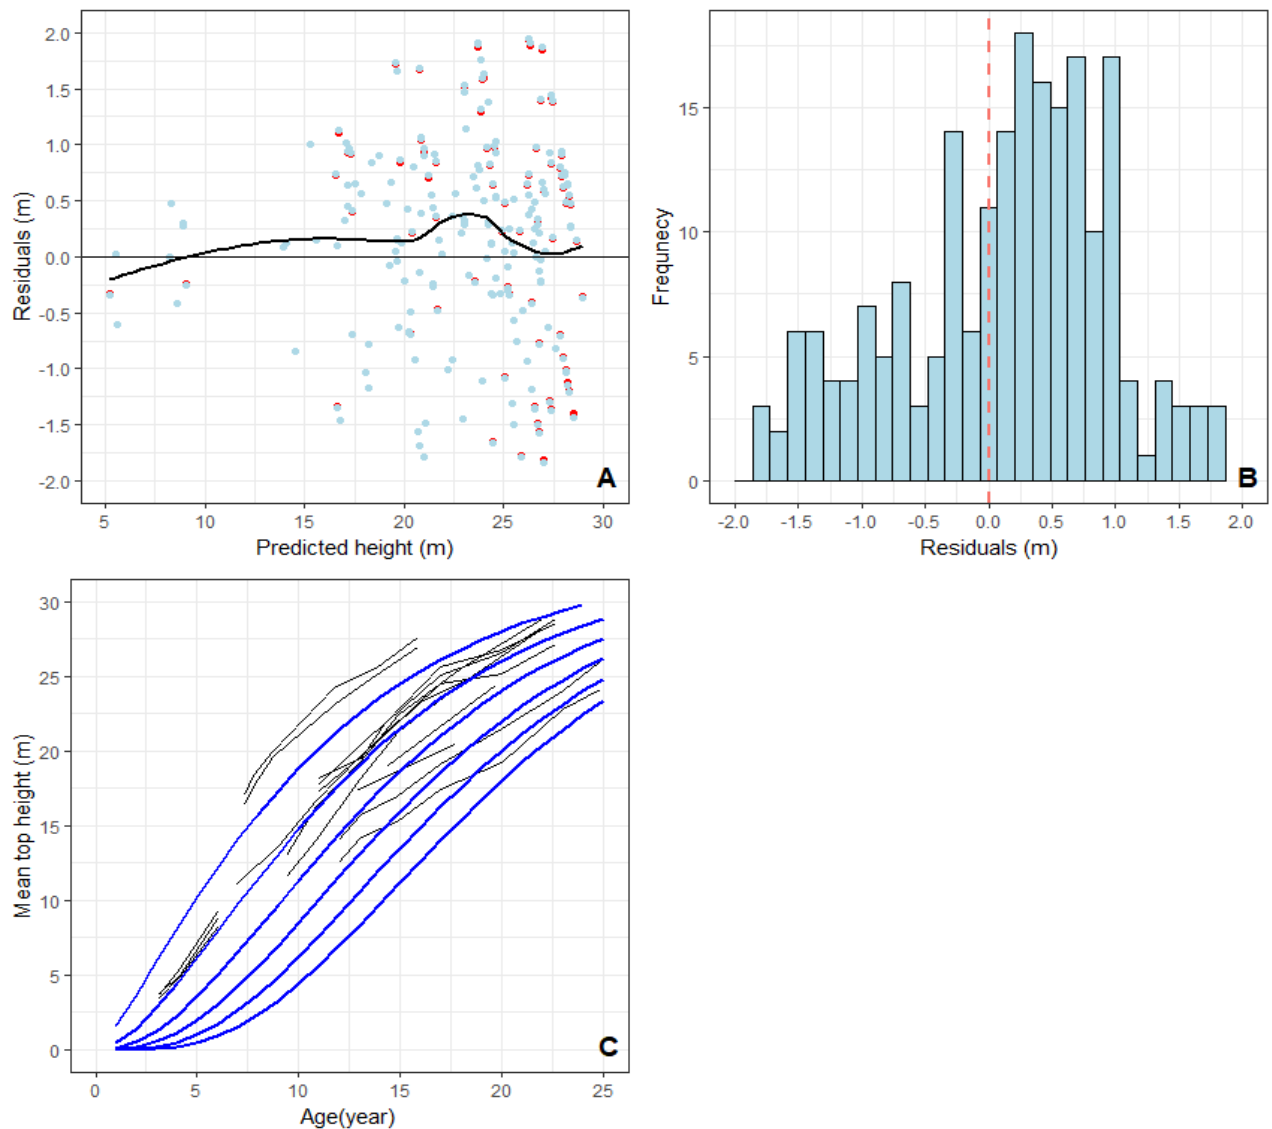 2.0
1.5
1.0
0.5
0.0
-0.5
-1.0
-1.5
-2.0
Residuals (m)
5 10 15 20 25 30
Predicted height (m)
A
15
10
5
0
Frequnecy
-2.0 -1.5 -1.0 -0.5 0.0 0.5 1.0 1.5 2.0
Residuals (m)
B
30
25
20
15
10
5
0
Mean top height (m)
0 5 10 15 20 25
Age(year)
C